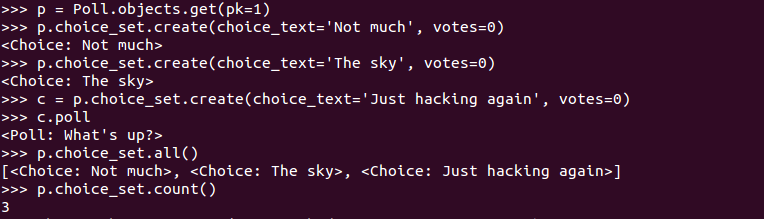 >>> p = Poll.objects.get(pk=1)
>>> p.choice_set.create(choice_text='Not much', votes=0)
<Choice: Not much>
>>> p.choice_set.create(choice_text='The sky', votes=0)
<Choice: The sky>
>>> c = p.choice_set.create(choice_text='Just hacking again', votes=0)
>>> c.poll
<Poll: What's up?>
>>> p.choice_set.all()
[<Choice: Not much>, <Choice: The sky>, <Choice: Just hacking again>]
>>> p.choice_set.count()
3